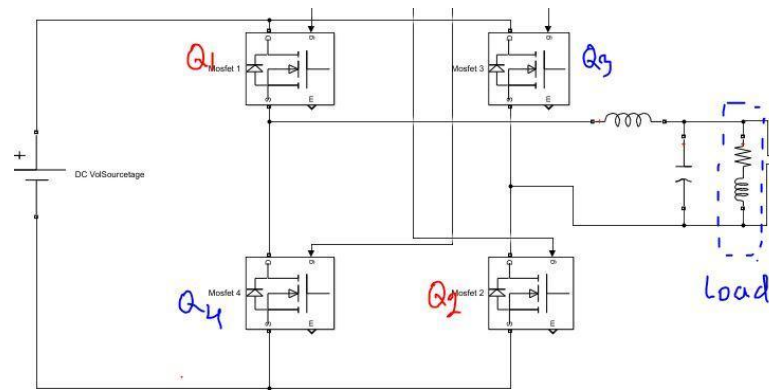 Q1
Mosfet 1
Mosfet 3
Q3
+
DC VolSourcetage
Mosfet 4
Q4
Mosfet 2
Q2
Load